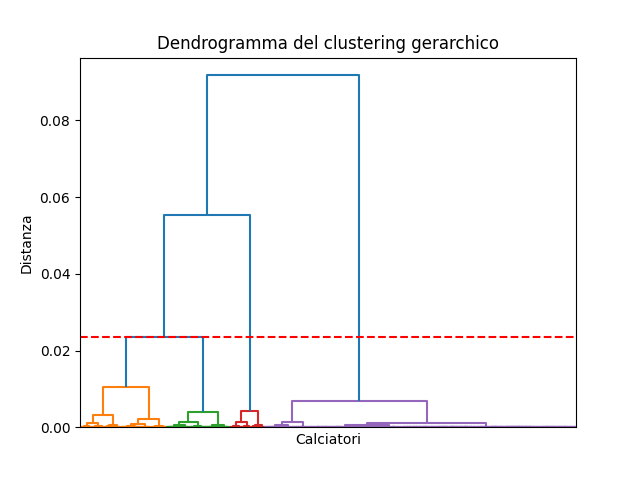 Dendrogramma del clustering gerarchico
0.08
0.06
0.04
0.02
0.00
Distanza
Calciatori